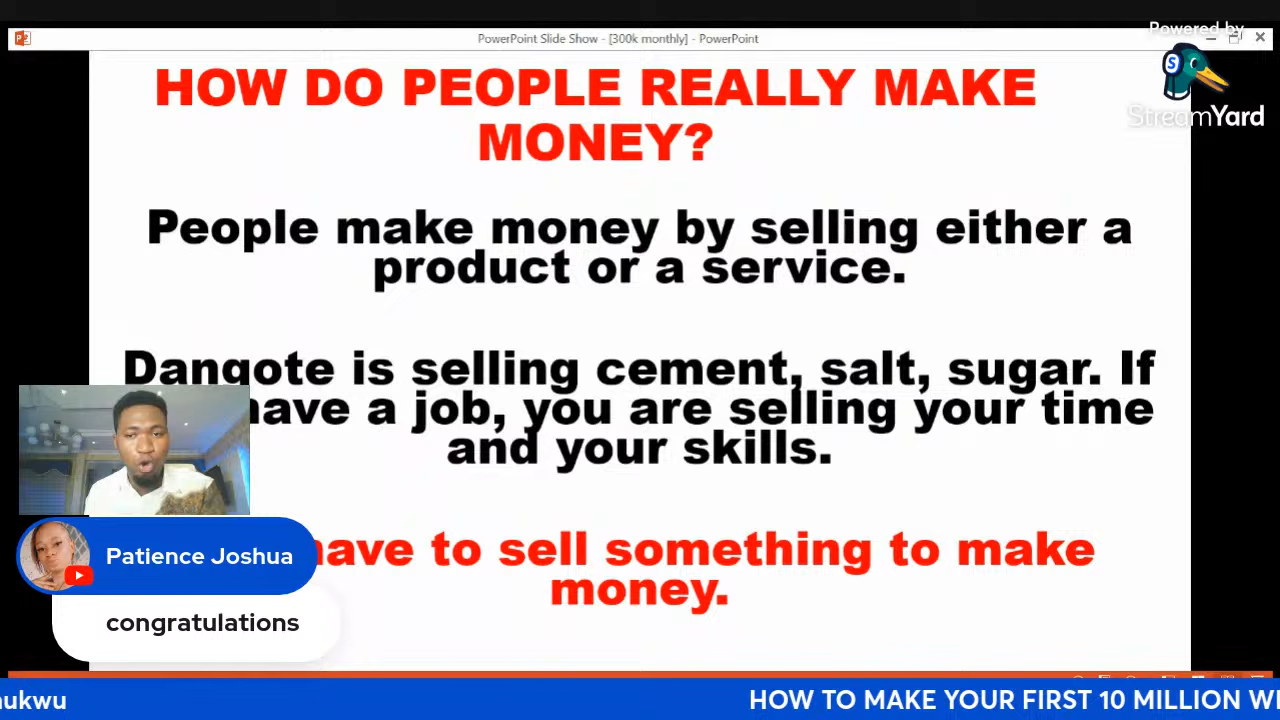 PowerPoint Slide Show - [300k monthly] - PowerPoint
Powered by
StreamYard
HOW DO PEOPLE REALLY MAKE
MONEY?
People make money by selling either a
product or a service.
Dangote is selling cement, salt, sugar. If
have a job, you are selling your time
and your skills.
have to sell something to make
money.
Patience Joshua
congratulations
ukwu
HOW TO MAKE YOUR FIRST 10 MILLION